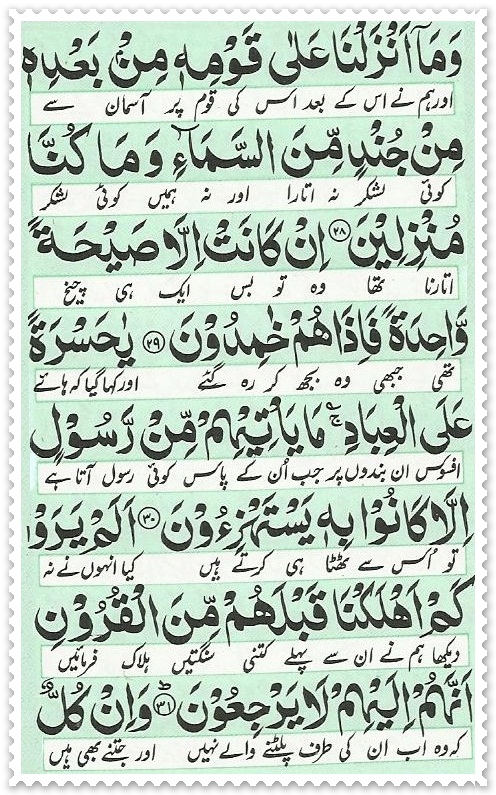 وَمَاۤ اَنْزَلْنَا عَلٰی قَوْمِهٖ مِنْۢ بَعْدِهٖ
اور ہم نے اس کے بعد اس کی قوم پر آسمان سے
مِنْ جُنْدٍ مِّنَ السَّمَآءِ وَ مَا كُنَّا
کوئی لشکر نہ اتارا اور نہ ہمیں کوئی لشکر
مُنْزِلِیْنَ ﴿۲۸﴾ اِنْ كَانَتْ اِلَّا صَیْحَةً
اتارنا تھا وہ تو بس ایک ہی چیخ
وَّاحِدَةً فَاِذَا هُمْ خٰمِدُوْنَ ﴿۲۹﴾ یٰحَسْرَةً
تھی جبھی وہ بجھ کر رہ گئے اور کہا گیا کہ ہائے
عَلَی الْعِبَادِ ۚ مَا یَاْتِیْهِمْ مِّنْ رَّسُوْلٍ
افسوس ان بندوں پر جب اُن کے پاس کوئی رسول آتا ہے
اِلَّا كَانُوْا بِهٖ یَسْتَهْزِءُوْنَ ﴿۳۰﴾ اَلَمْ یَرَوْا
تو اُس سے ٹھٹھا ہی کرتے ہیں کیا انہوں نے نہ
كَمْ اَهْلَكْنَا قَبْلَهُمْ مِّنَ الْقُرُوْنِ
دیکھا ہم نے ان سے پہلے کتنی سنگتیں ہلاک فرمائیں
اَنَّهُمْ اِلَیْهِمْ لَا یَرْجِعُوْنَ ﴿۳۱﴾ؕ وَ اِنْ كُلٌّ
کہ وہ اب ان کی طرف پلٹنے والے نہیں اور جتنے بھی ہیں